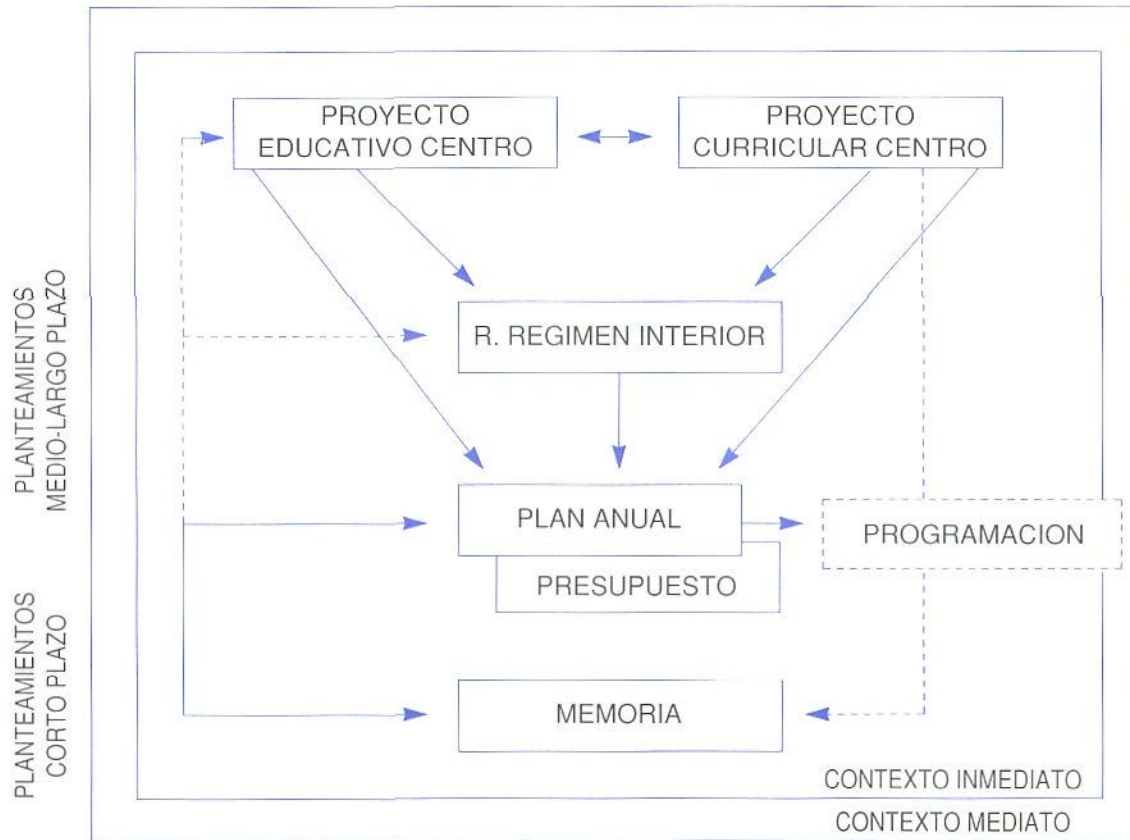 PROYECTO
EDUCATIVO CENTRO
PROYECTO
CURRICULAR CENTRO
PLANTEAMIENTOS
MEDIO-LARGO PLAZO
R. REGIMEN INTERIOR
PLAN ANUAL
PROGRAMACION
PRESUPUESTO
PLANTEAMIENTOS
CORTO PLAZO
MEMORIA
CONTEXTO INMEDIATO
CONTEXTO MEDIATO